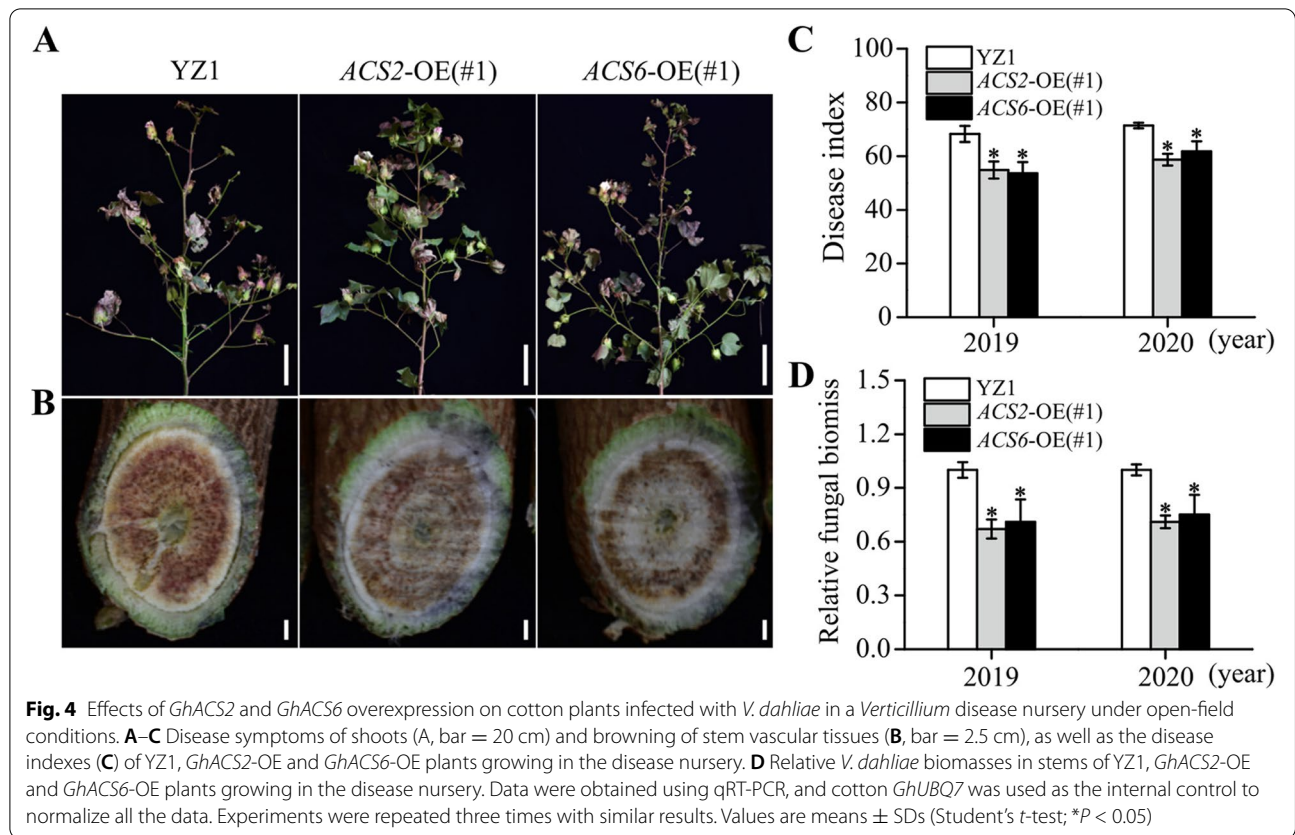 A
YZ1 ACS2-OE(#1) ACS6-OE(#1)
B
C
100
80
60
40
20
0
Disease index
YZ1
ACS2-OE(#1)
ACS6-OE(#1)
* * * *
2019 2020 (year)
D
1.5
1.2
0.9
0.6
0.3
0.0
Relative fungal biomiss
YZ1
ACS2-OE(#1)
ACS6-OE(#1)
* * * *
2019 2020 (year)
Fig. 4 Effects of GhACS2 and GhACS6 overexpression on cotton plants infected with V. dahliae in a Verticillium disease nursery under open-field
conditions. A–C Disease symptoms of shoots (A, bar = 20 cm) and browning of stem vascular tissues (B, bar = 2.5 cm), as well as the disease
indexes (C) of YZ1, GhACS2-OE and GhACS6-OE plants growing in the disease nursery. D Relative V. dahliae biomasses in stems of YZ1, GhACS2-OE
and GhACS6-OE plants growing in the disease nursery. Data were obtained using qRT-PCR, and cotton GhUBQ7 was used as the internal control to
normalize all the data. Experiments were repeated three times with similar results. Values are means ± SDs (Student's t-test; *P < 0.05)